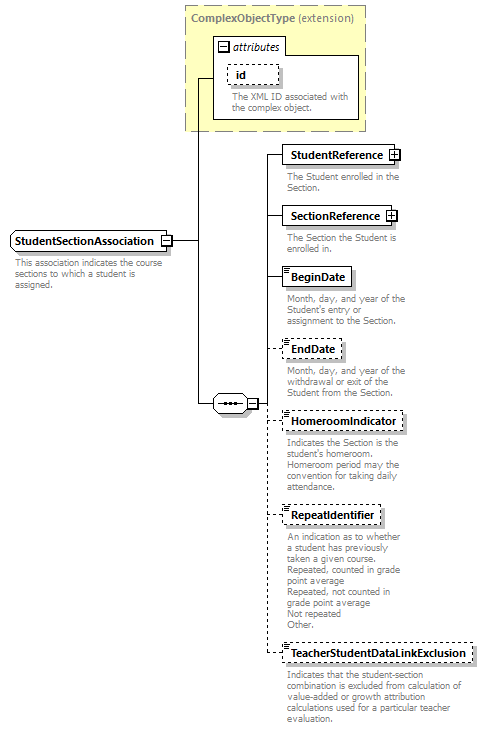 ComplexObjectType (extension)
attributes
id
The XML ID associated with
the complex object.
StudentSectionAssociation
This association indicates the course
sections to which a student is
assigned.
StudentReference
The Student enrolled in the
Section.
SectionReference
The Section the Student is
enrolled in.
BeginDate
Month, day, and year of the
Student's entry or
assignment to the Section.
EndDate
Month, day, and year of the
withdrawal or exit of the
Student from the Section.
HomeroomIndicator
Indicates the Section is the
student's homeroom.
Homeroom period may the
convention for taking daily
attendance.
RepeatIdentifier
An indication as to whether
a student has previously
taken a given course.
Repeated, counted in grade
point average
Repeated, not counted in
grade point average
Not repeated
Other.
TeacherStudentDataLinkExclusion
Indicates that the student-section
combination is excluded from calculation of
value-added or growth attribution
calculations used for a particular teacher
evaluation.